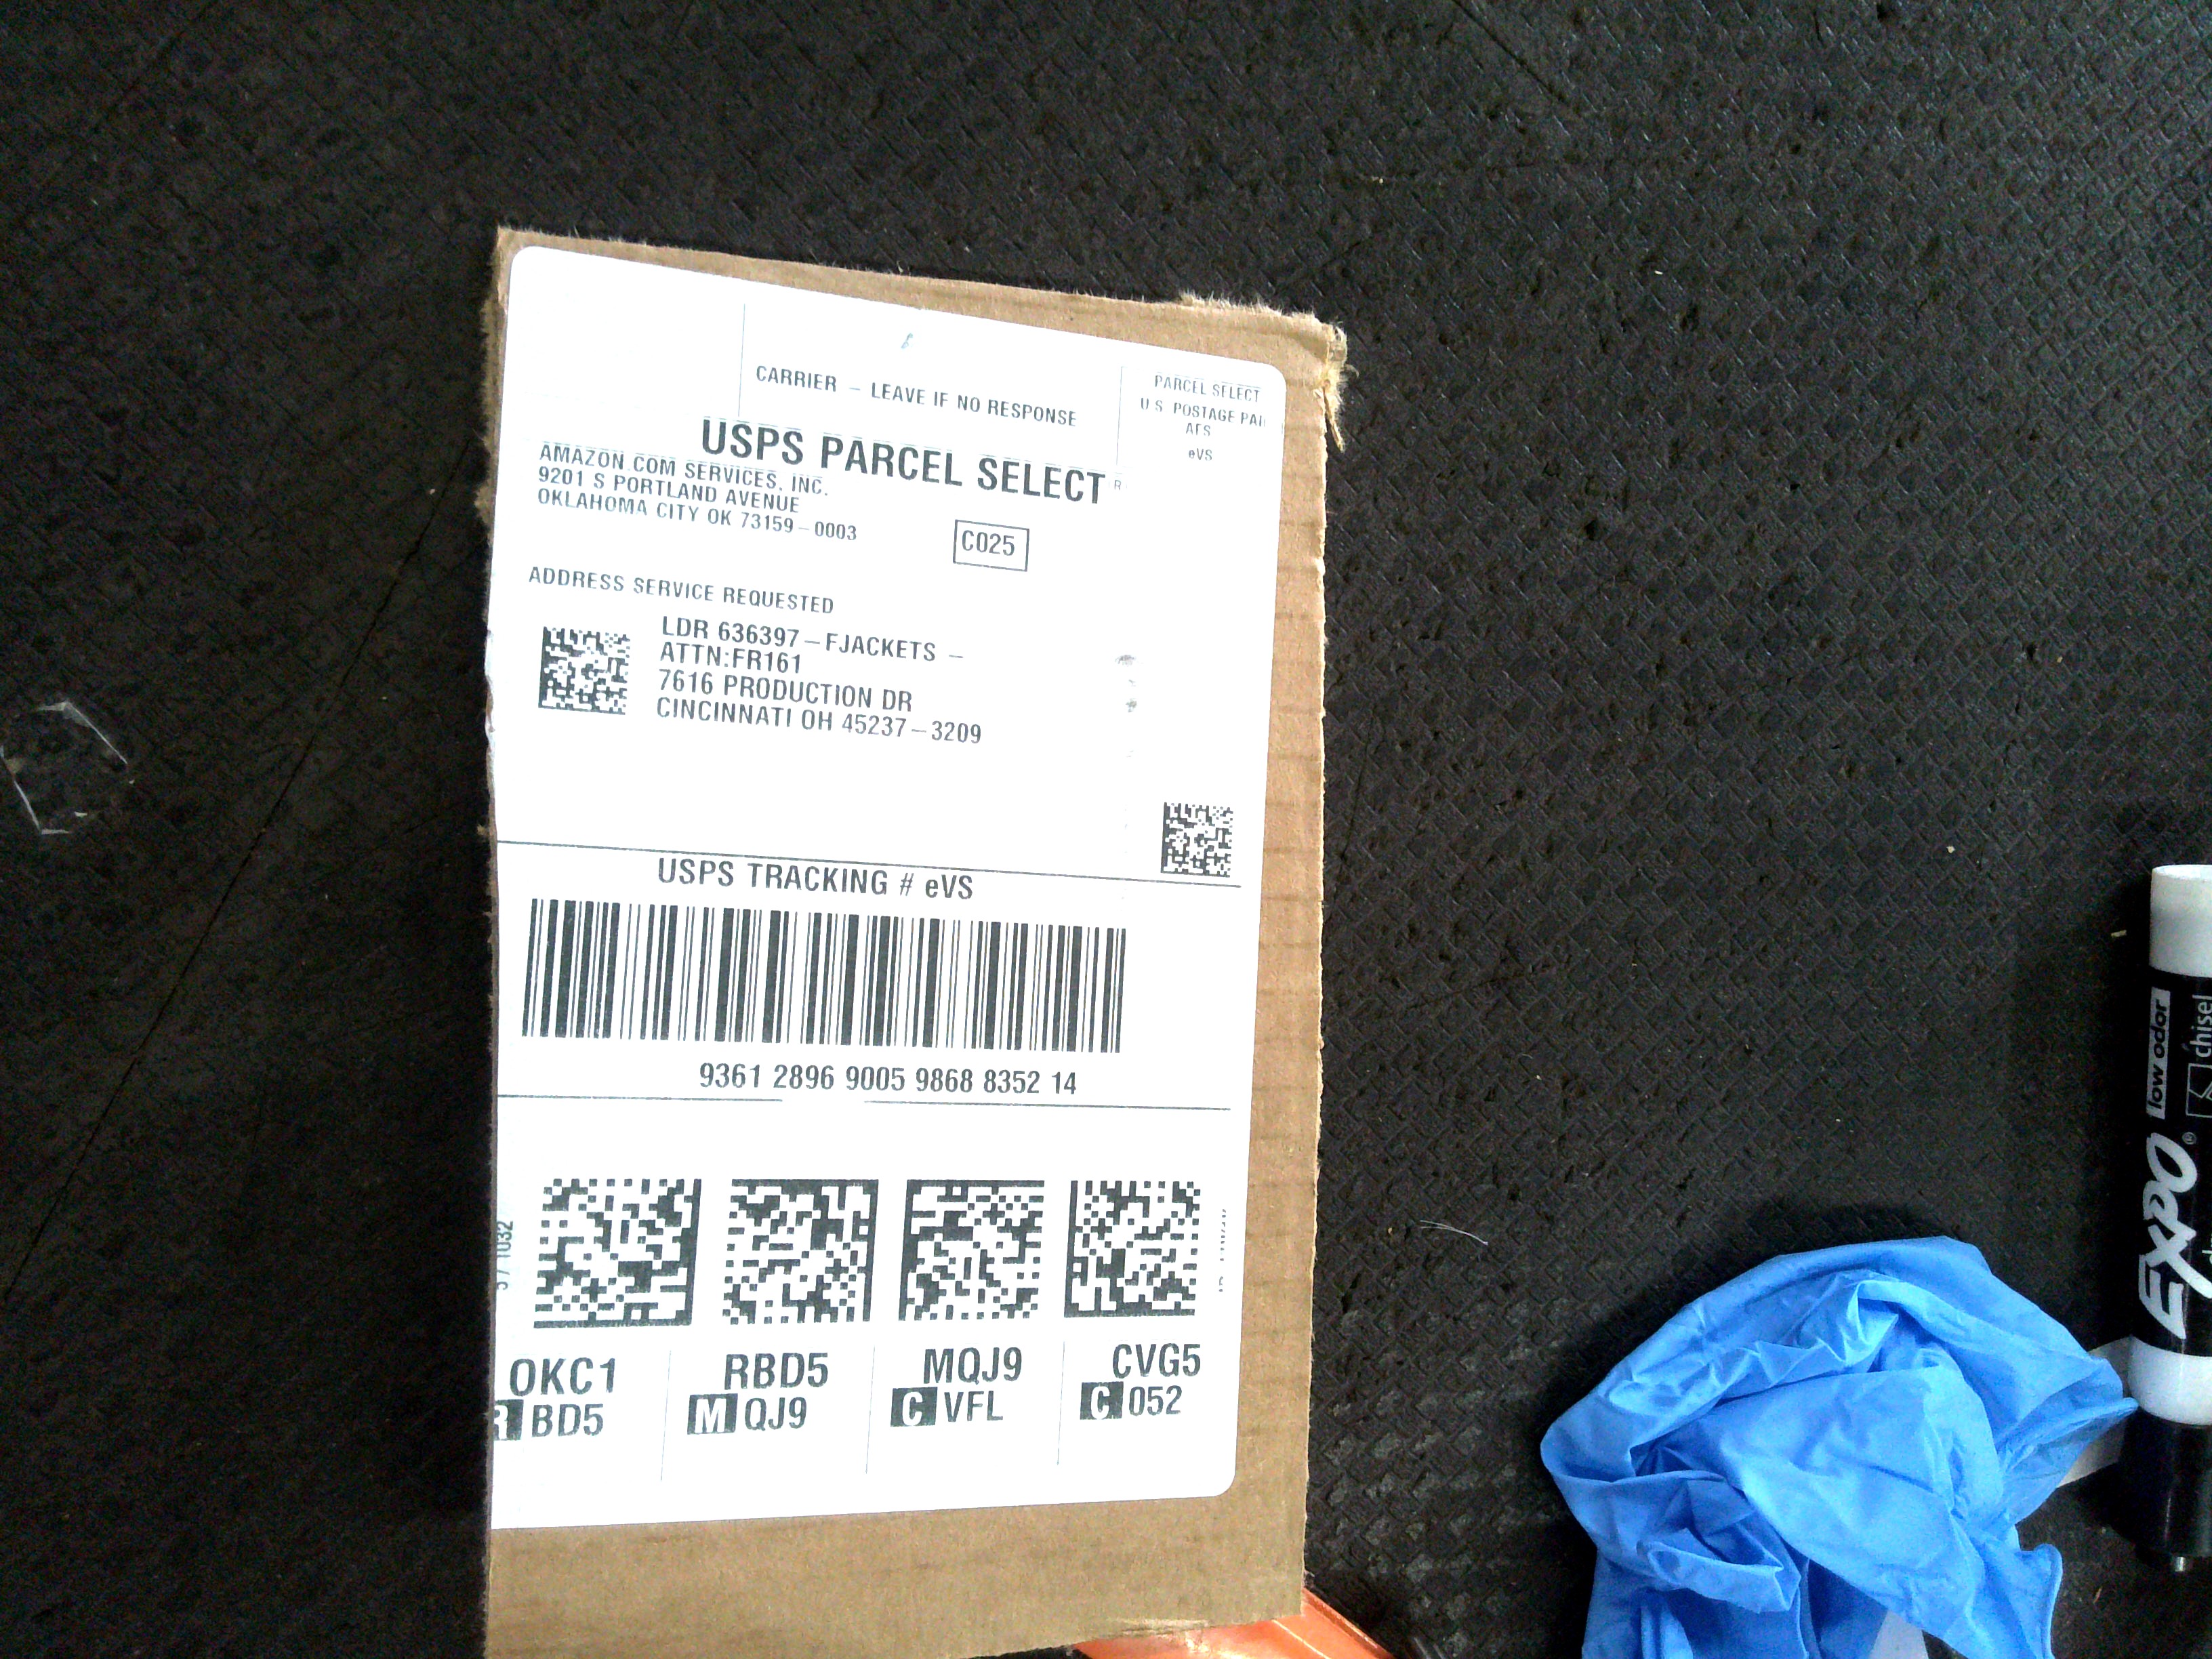 CARRIER – LEAVE IF NO RESPONSE
PARCEL SELECT
U S POSTAGE PAI
AFS
eVS
USPS PARCEL SELECT R
AMAZON.COM SERVICES, INC.
9201 S PORTLAND AVENUE
OKLAHOMA CITY OK 73159–0003
C025
ADDRESS SERVICE REQUESTED
LDR 636397–FJACKETS –
ATTN:FR161
7616 PRODUCTION DR
CINCINNATI OH 45237–3209
USPS TRACKING # eVS
9361 2896 9005 9868 8352 14
OKC1
R BD5
RBD5
M QJ9
MQJ9
C VFL
CVG5
C 052
EXPO®
low odor
chisel